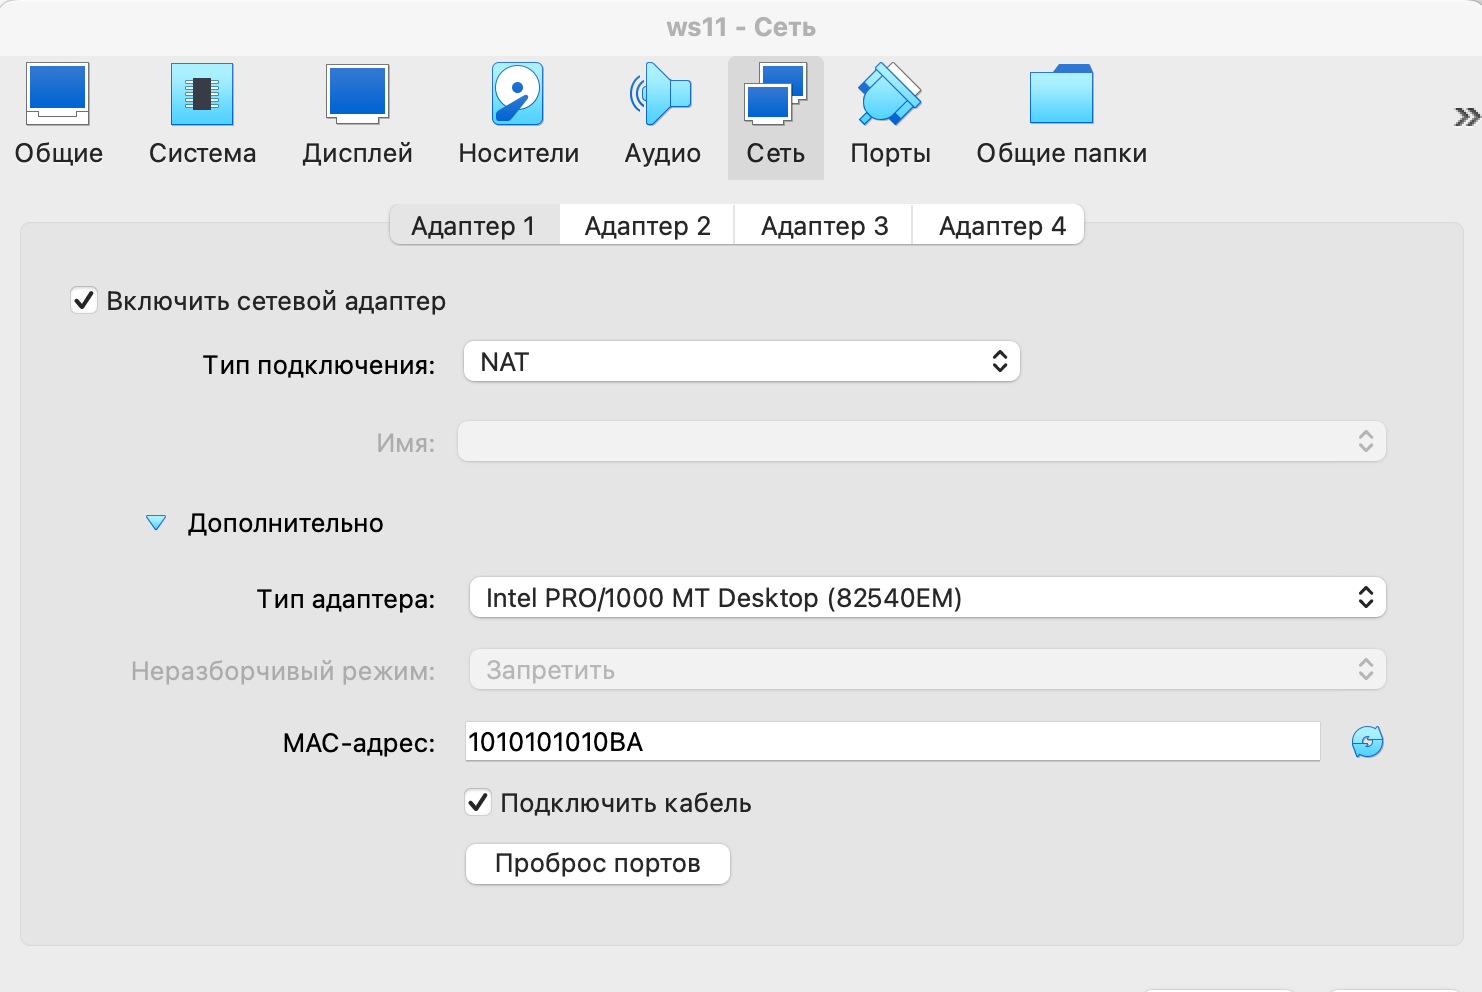 ws11 - Сеть
Общие Система Дисплей Носители Аудио Сеть Порты Общие папки
Адаптер 1 Адаптер 2 Адаптер 3 Адаптер 4
Включить сетевой адаптер
Тип подключения: NAT
Имя:
Дополнительно
Тип адаптера: Intel PRO/1000 MT Desktop (82540EM)
Неразборчивый режим: Запретить
MAC-адрес: 1010101010BA
Подключить кабель
Проброс портов